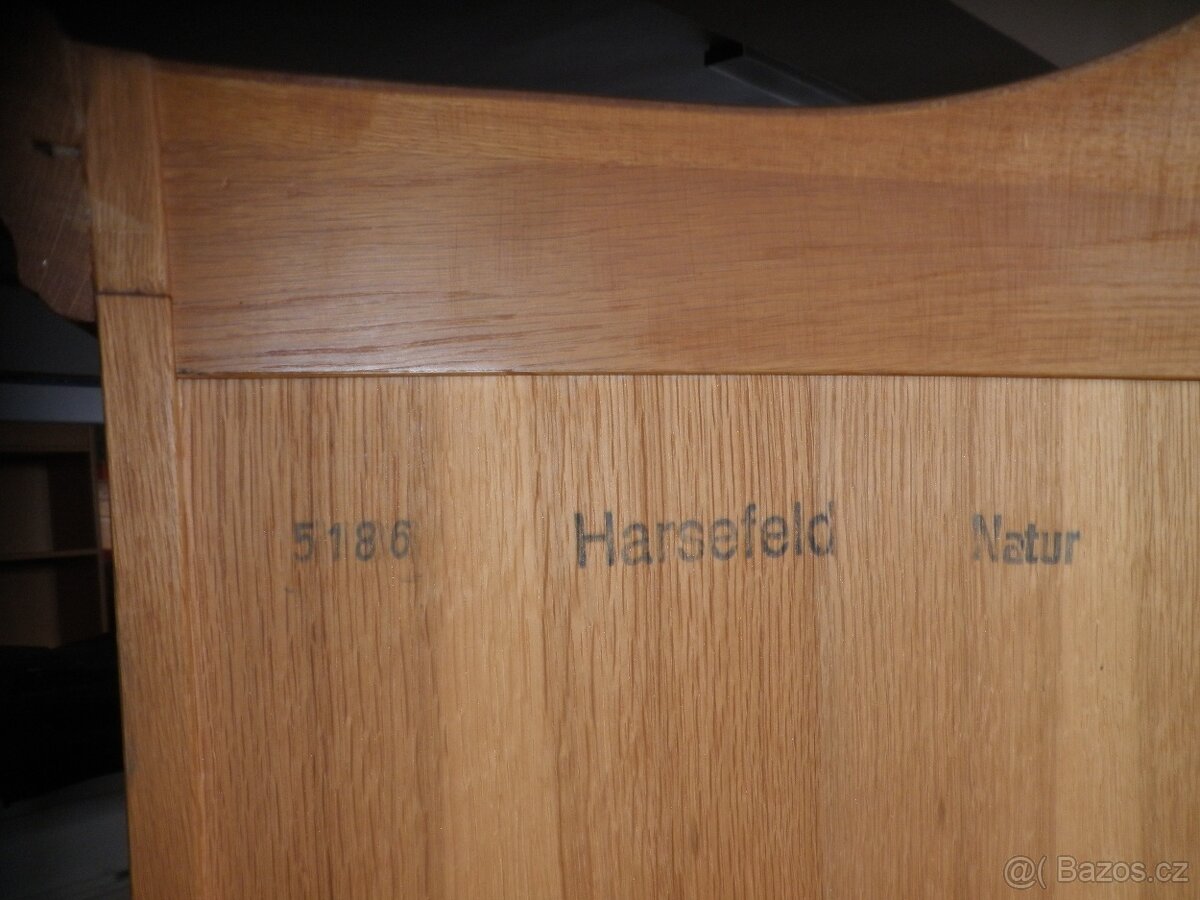 5186 Harsefeld Natur
@( Bazos.cz